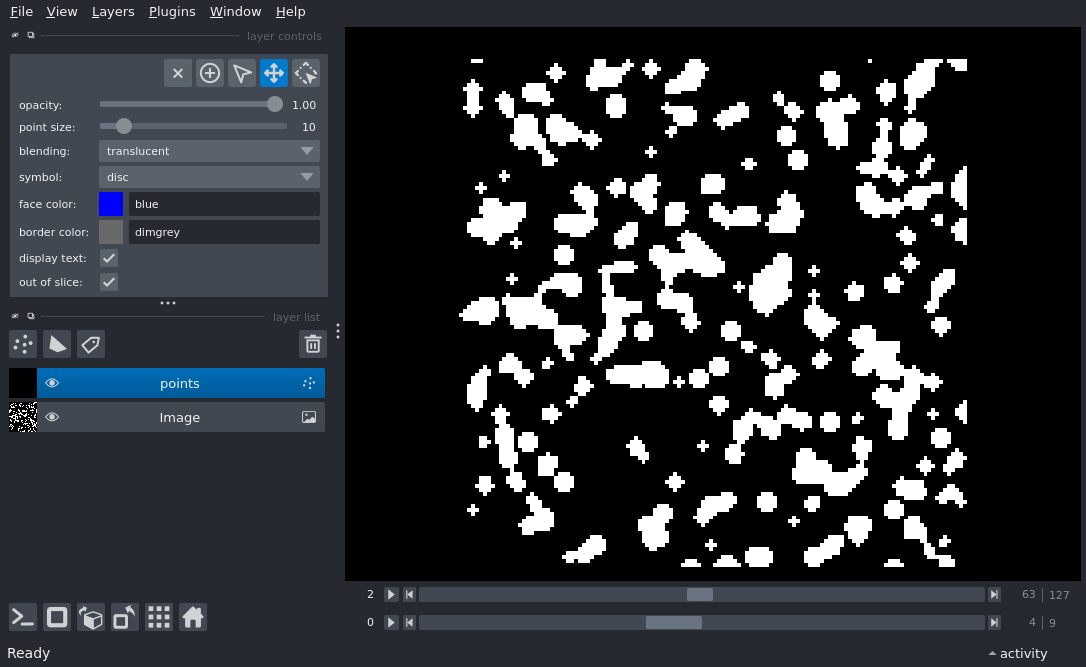 File View Layers Plugins Window Help
layer controls
opacity: 1.00
point size: 10
blending: translucent
symbol: disc
face color: blue
border color: dimgrey
display text:
out of slice:
layer list
points
Image
2 63 127
0 4 9
Ready activity